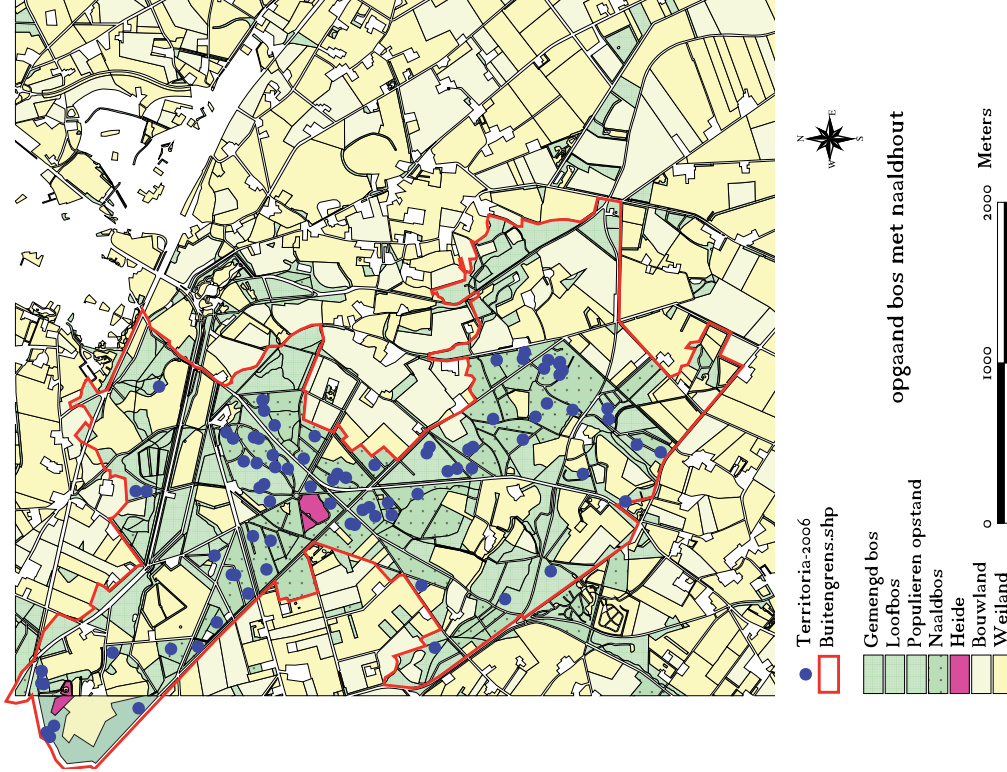 N
W E
S
Territoria-2006
Buitengrens.shp
opgaand bos met naaldhout
Gemengd bos
Loofbos
Populieren opstand
Naaldbos
Heide
Bouwland
Weiland
0 1000 2000 Meters